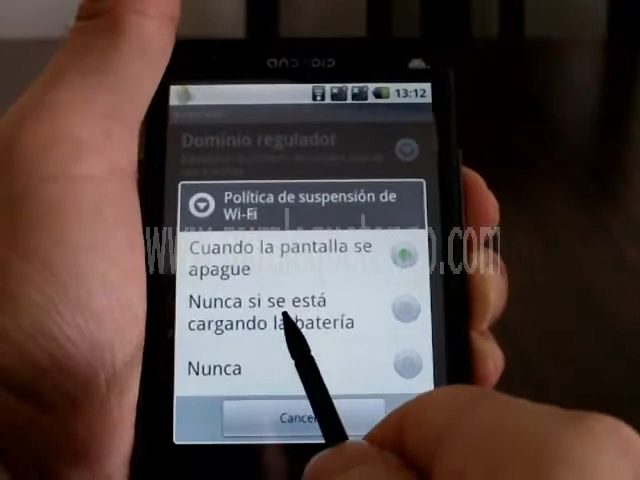 ANDROID
13:12
Dominio regulador
Política de suspensión de
Wi-Fi
Cuando la pantalla se
apague
Nunca si se está
cargando la batería
Nunca